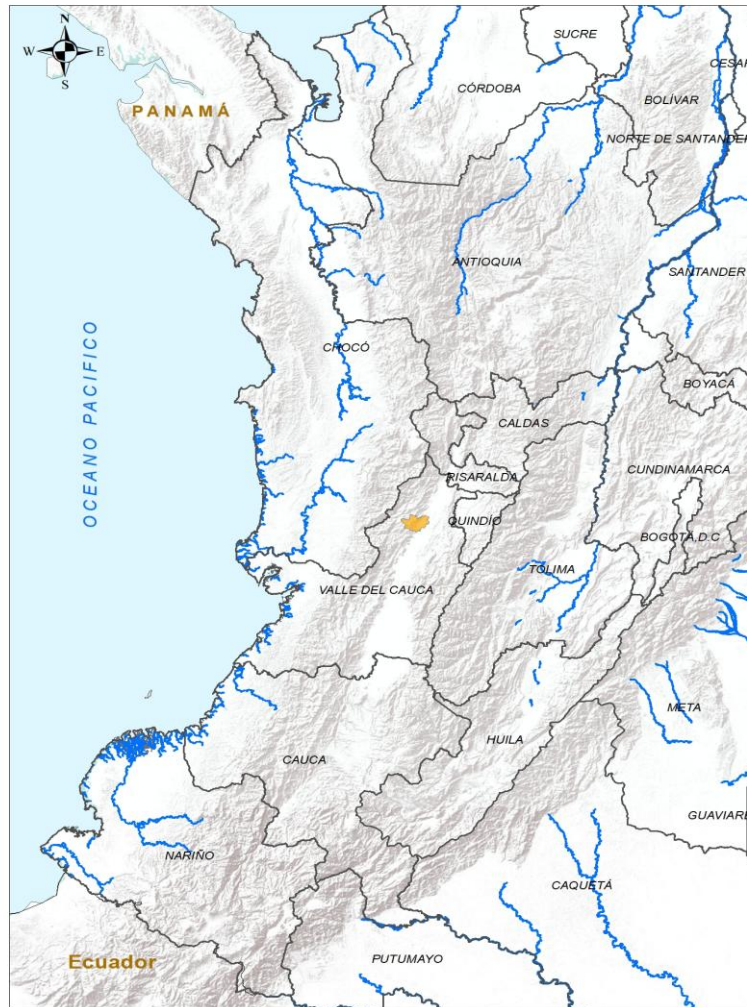 N
W E
S
SUCRE
CESAR
CÓRDOBA
BOLÍVAR
PANAMÁ
NORTE DE SANTANDER
ANTIOQUIA
SANTANDER
OCEANO PACIFICO
CHOCÓ
BOYACÁ
CALDAS
CUNDINAMARCA
RISARALDA
QUINDÍO
BOGOTÁ,D.C
TOLIMA
VALLE DEL CAUCA
META
HUILA
CAUCA
GUAVIARE
NARIÑO
CAQUETÁ
Ecuador
PUTUMAYO